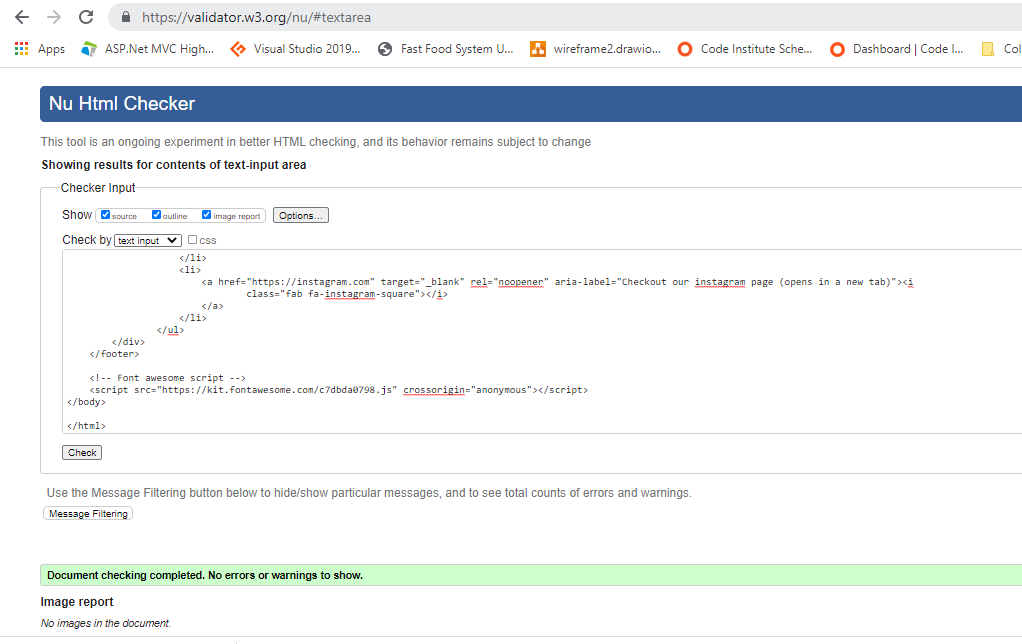 https://validator.w3.org/nu/#textarea
Apps ASP.Net MVC High... Visual Studio 2019... Fast Food System U... wireframe2.drawio... Code Institute Sche... Dashboard | Code I... Col
Nu Html Checker
This tool is an ongoing experiment in better HTML checking, and its behavior remains subject to change
Showing results for contents of text-input area
Checker Input
Show source outline image report Options...
Check by text input css
</li>
<li>
<a href="https://instagram.com" target="_blank" rel="noopener" aria-label="Checkout our instagram page (opens in a new tab)"><i
class="fab fa-instagram-square"></i>
</a>
</li>
</ul>
</div>
</footer>
<!-- Font awesome script -->
<script src="https://kit.fontawesome.com/c7dbda0798.js" crossorigin="anonymous"></script>
</body>
</html>
Check
Use the Message Filtering button below to hide/show particular messages, and to see total counts of errors and warnings.
Message Filtering
Document checking completed. No errors or warnings to show.
Image report
No images in the document.